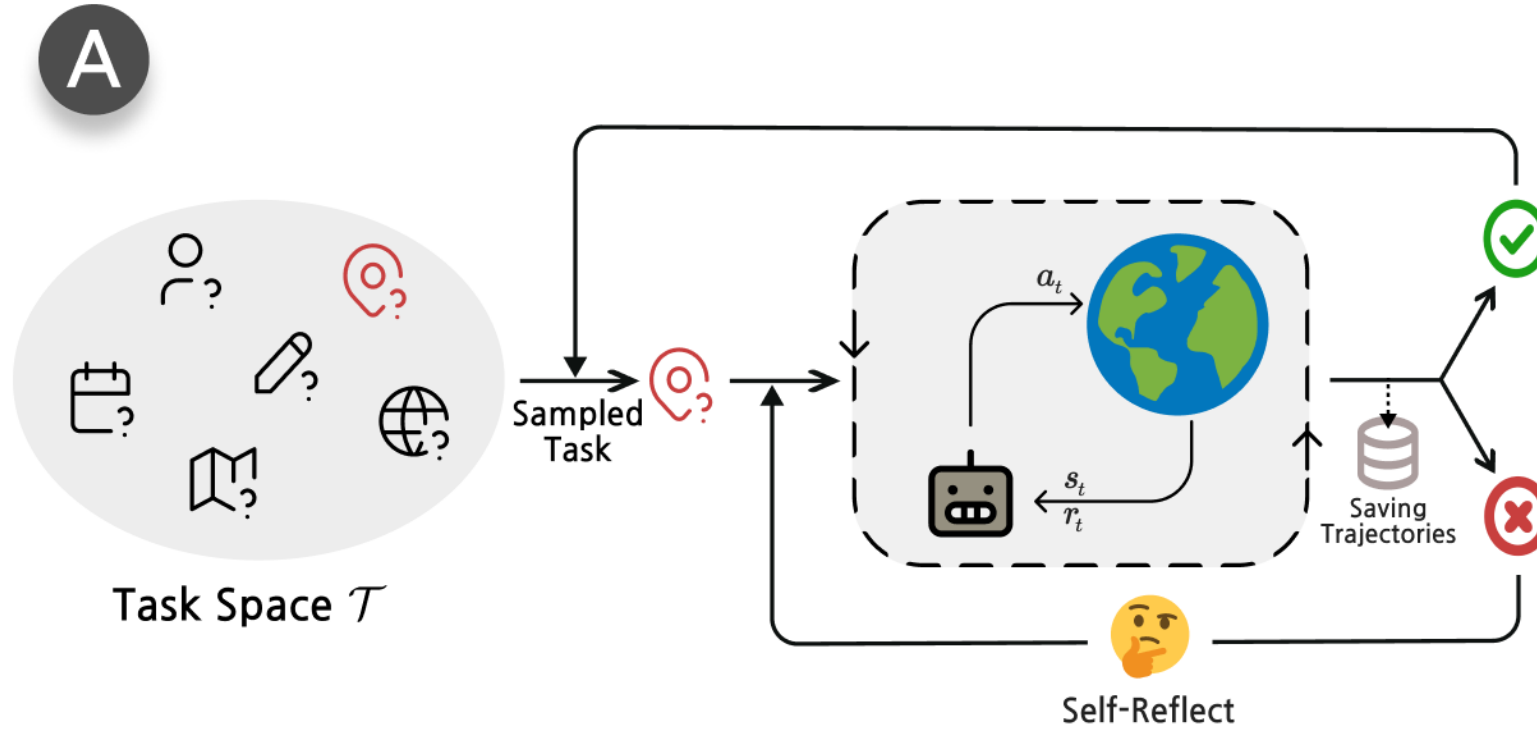 A
Sampled
Task
a_t
s_t
r_t
Saving
Trajectories
Task Space 𝒯
Self-Reflect